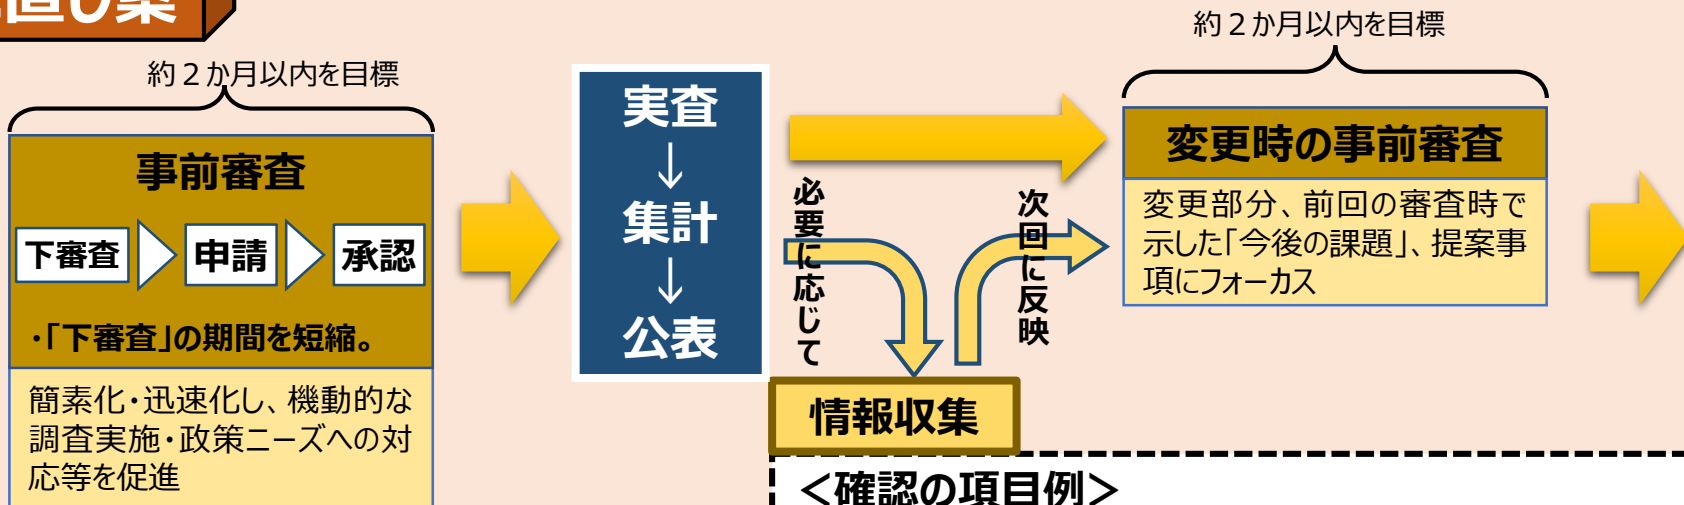 直し案
約２か月以内を目標
事前審査
下審査
申請
承認
・「下審査」の期間を短縮。
簡素化・迅速化し、機動的な
調査実施・政策ニーズへの対
応等を促進
実査
↓
集計
↓
公表
必要に応じて
次回に反映
情報収集
約２か月以内を目標
変更時の事前審査
変更部分、前回の審査時で
示した「今後の課題」、提案事
項にフォーカス
＜確認の項目例＞